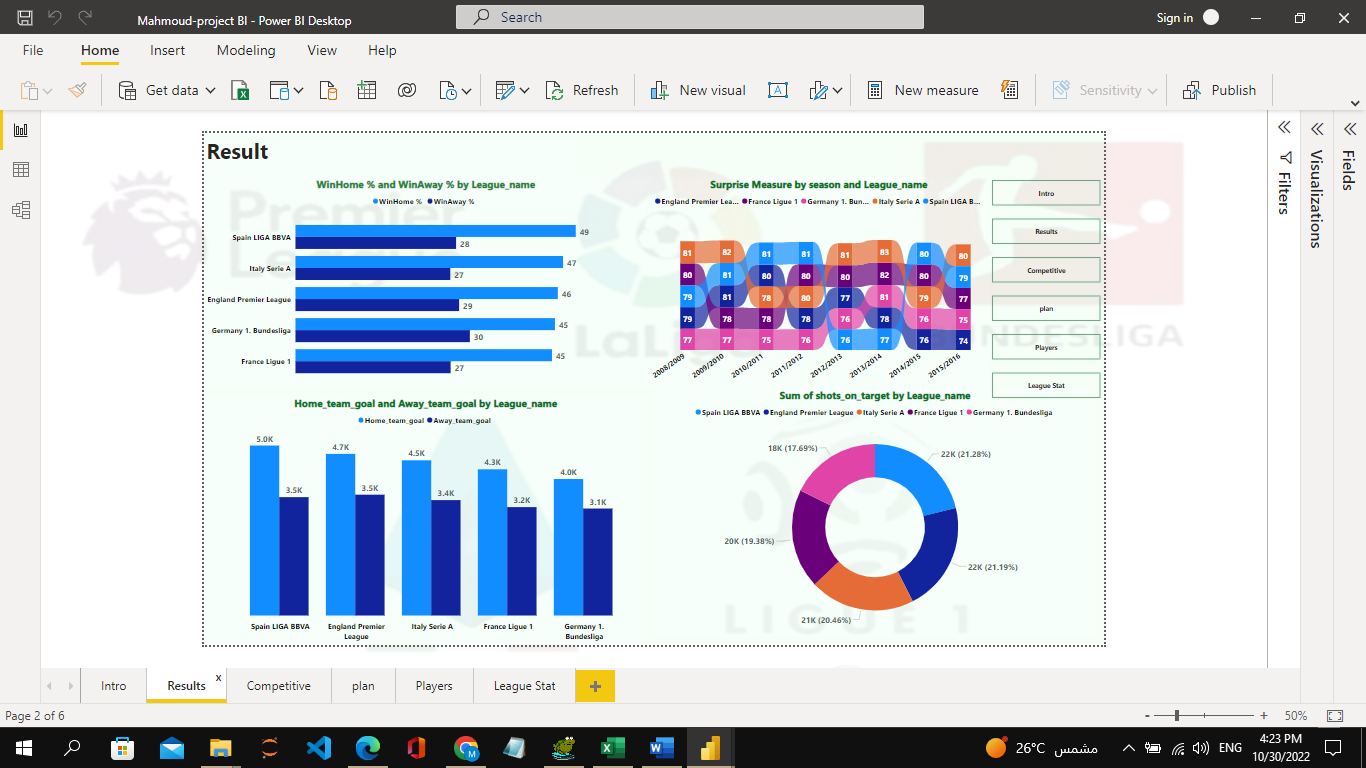 Mahmoud-project BI - Power BI Desktop
Search
Sign in
File Home Insert Modeling View Help
Get data
Refresh
New visual
New measure
Sensitivity
Publish
Result
WinHome % and WinAway % by League_name
WinHome % WinAway %
Spain LIGA BBVA 49 28
Italy Serie A 47 27
England Premier League 46 29
Germany 1. Bundesliga 45 30
France Ligue 1 45 27
Surprise Measure by season and League_name
England Premier Lea... France Ligue 1 Germany 1. Bun... Italy Serie A Spain LIGA B...
81 82 81 81 81 83 80 80
80 81 80 80 80 82 80 79
79 81 78 80 77 81 79 77
79 78 78 78 76 78 76 75
77 77 75 76 76 77 76 74
2008/2009 2009/2010 2010/2011 2011/2012 2012/2013 2013/2014 2014/2015 2015/2016
Intro
Results
Competitive
plan
Players
League Stat
Home_team_goal and Away_team_goal by League_name
Home_team_goal Away_team_goal
5.0K 3.5K 4.7K 3.5K 4.5K 3.4K 4.3K 3.2K 4.0K 3.1K
Spain LIGA BBVA
England Premier
League
Italy Serie A
France Ligue 1
Germany 1.
Bundesliga
Sum of shots_on_target by League_name
Spain LIGA BBVA England Premier League Italy Serie A France Ligue 1 Germany 1. Bundesliga
18K (17.69%)
22K (21.28%)
20K (19.38%)
22K (21.19%)
21K (20.46%)
Premier
League
LaLiga
BUNDESLIGA
LIGUE 1
Filters
Visualizations
Fields
Intro Results x Competitive plan Players League Stat +
Page 2 of 6
- + 50%
26°C مشمس
ENG
4:23 PM
10/30/2022